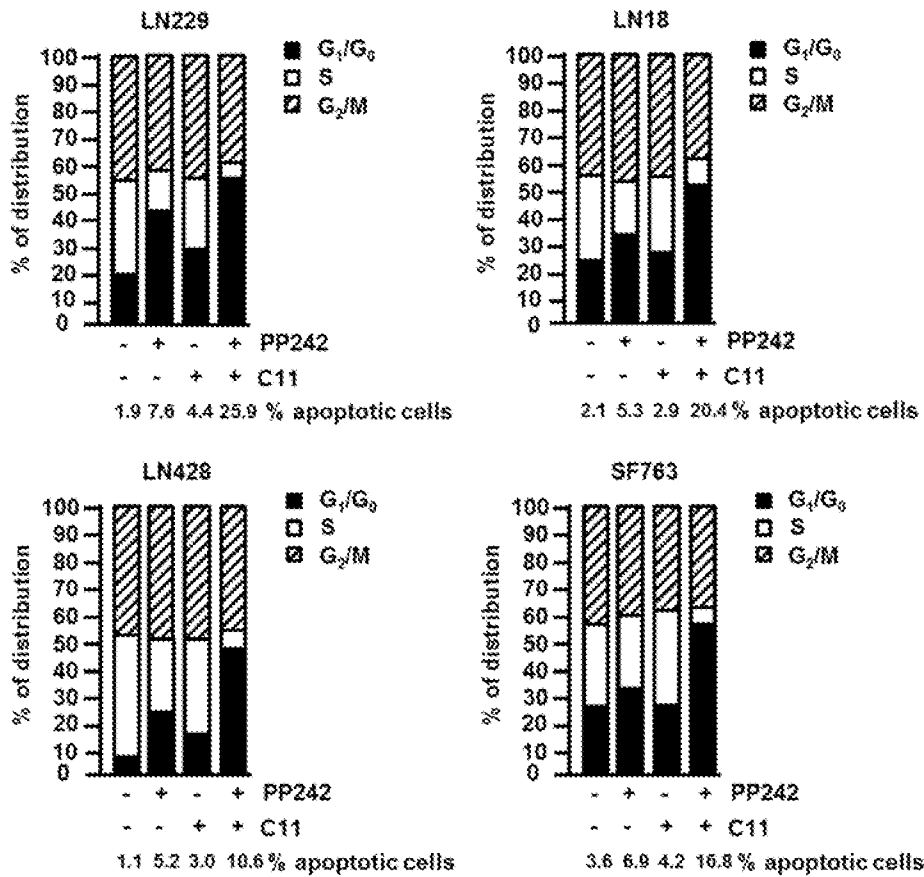 LN229
G₁/G₀
S
G₂/M
% of distribution
100
90
80
70
60
50
40
30
20
10
0
- + - + PP242
- - + + C11
1.9 7.6 4.4 25.9 % apoptotic cells
LN18
G₁/G₀
S
G₂/M
% of distribution
100
90
80
70
60
50
40
30
20
10
0
- + - + PP242
- - + + C11
2.1 5.3 2.9 20.4 % apoptotic cells
LN428
G₁/G₀
S
G₂/M
% of distribution
100
90
80
70
60
50
40
30
20
10
0
- + - + PP242
- - + + C11
1.1 5.2 3.0 10.6 % apoptotic cells
SF763
G₁/G₀
S
G₂/M
% of distribution
100
90
80
70
60
50
40
30
20
10
0
- + - + PP242
- - + + C11
3.6 6.9 4.2 % apoptotic cells